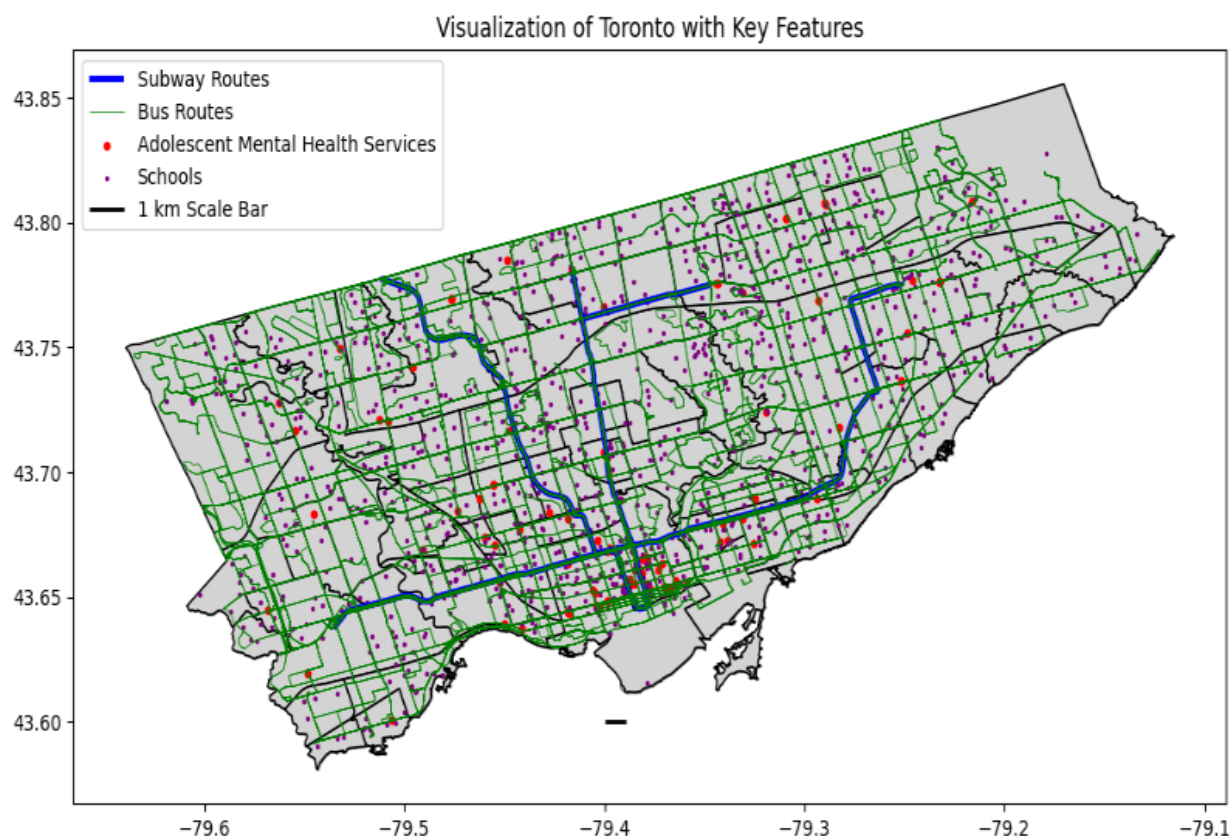 Visualization of Toronto with Key Features
Subway Routes
Bus Routes
Adolescent Mental Health Services
Schools
1 km Scale Bar
43.85
43.80
43.75
43.70
43.65
43.60
−79.6
−79.5
−79.4
−79.3
−79.2
−79.1